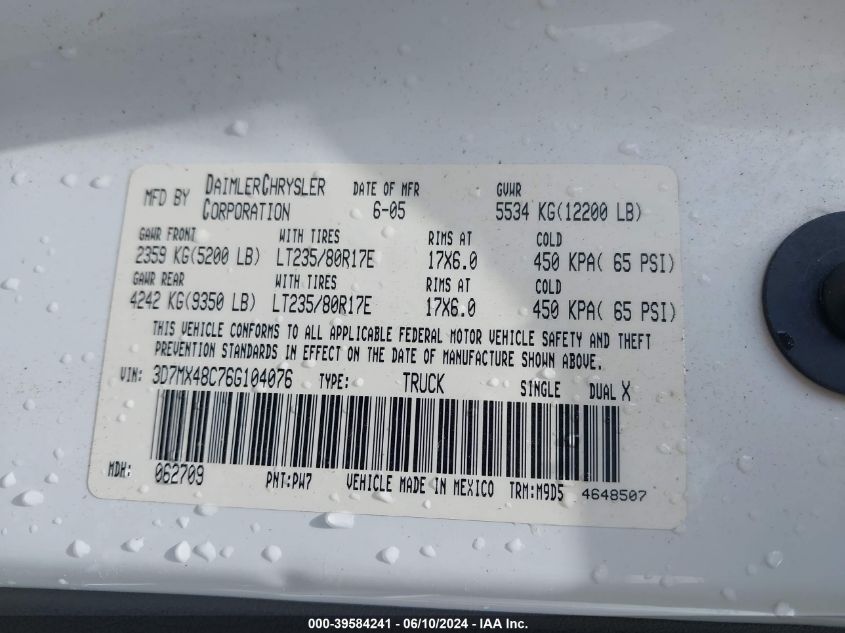 MFD BY DAIMLERCHRYSLER CORPORATION DATE OF MFR 6-05 GVWR 5534 KG(12200 LB)
GAWR FRONT WITH TIRES RIMS AT COLD
2359 KG(5200 LB) LT235/80R17E 17X6.0 450 KPA( 65 PSI)
GAWR REAR WITH TIRES RIMS AT COLD
4242 KG(9350 LB) LT235/80R17E 17X6.0 450 KPA( 65 PSI)
THIS VEHICLE CONFORMS TO ALL APPLICABLE FEDERAL MOTOR VEHICLE SAFETY AND THEFT
PREVENTION STANDARDS IN EFFECT ON THE DATE OF MANUFACTURE SHOWN ABOVE.
VIN: 3D7MX48C76G104076 TYPE: TRUCK SINGLE DUAL X
MDH: 062709 PNT:PW7 VEHICLE MADE IN MEXICO TRM:M9D5 4648507
000-39584241 - 06/10/2024 - IAA Inc.